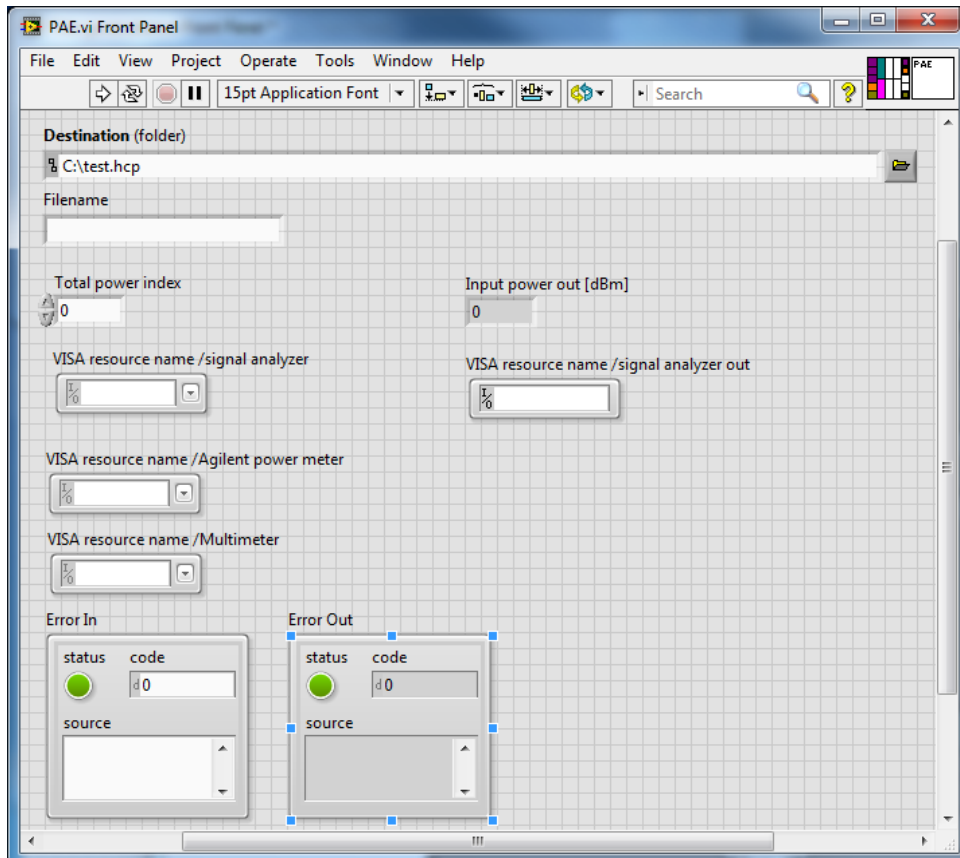 PAE.vi Front Panel
File Edit View Project Operate Tools Window Help
PAE
15pt Application Font
Search
?
Destination (folder)
C:\test.hcp
Filename
Total power index
Input power out [dBm]
0
0
VISA resource name /signal analyzer
VISA resource name /signal analyzer out
I/O
I/O
VISA resource name /Agilent power meter
I/O
VISA resource name /Multimeter
I/O
Error In
Error Out
status code
status code
d 0
d 0
source
source